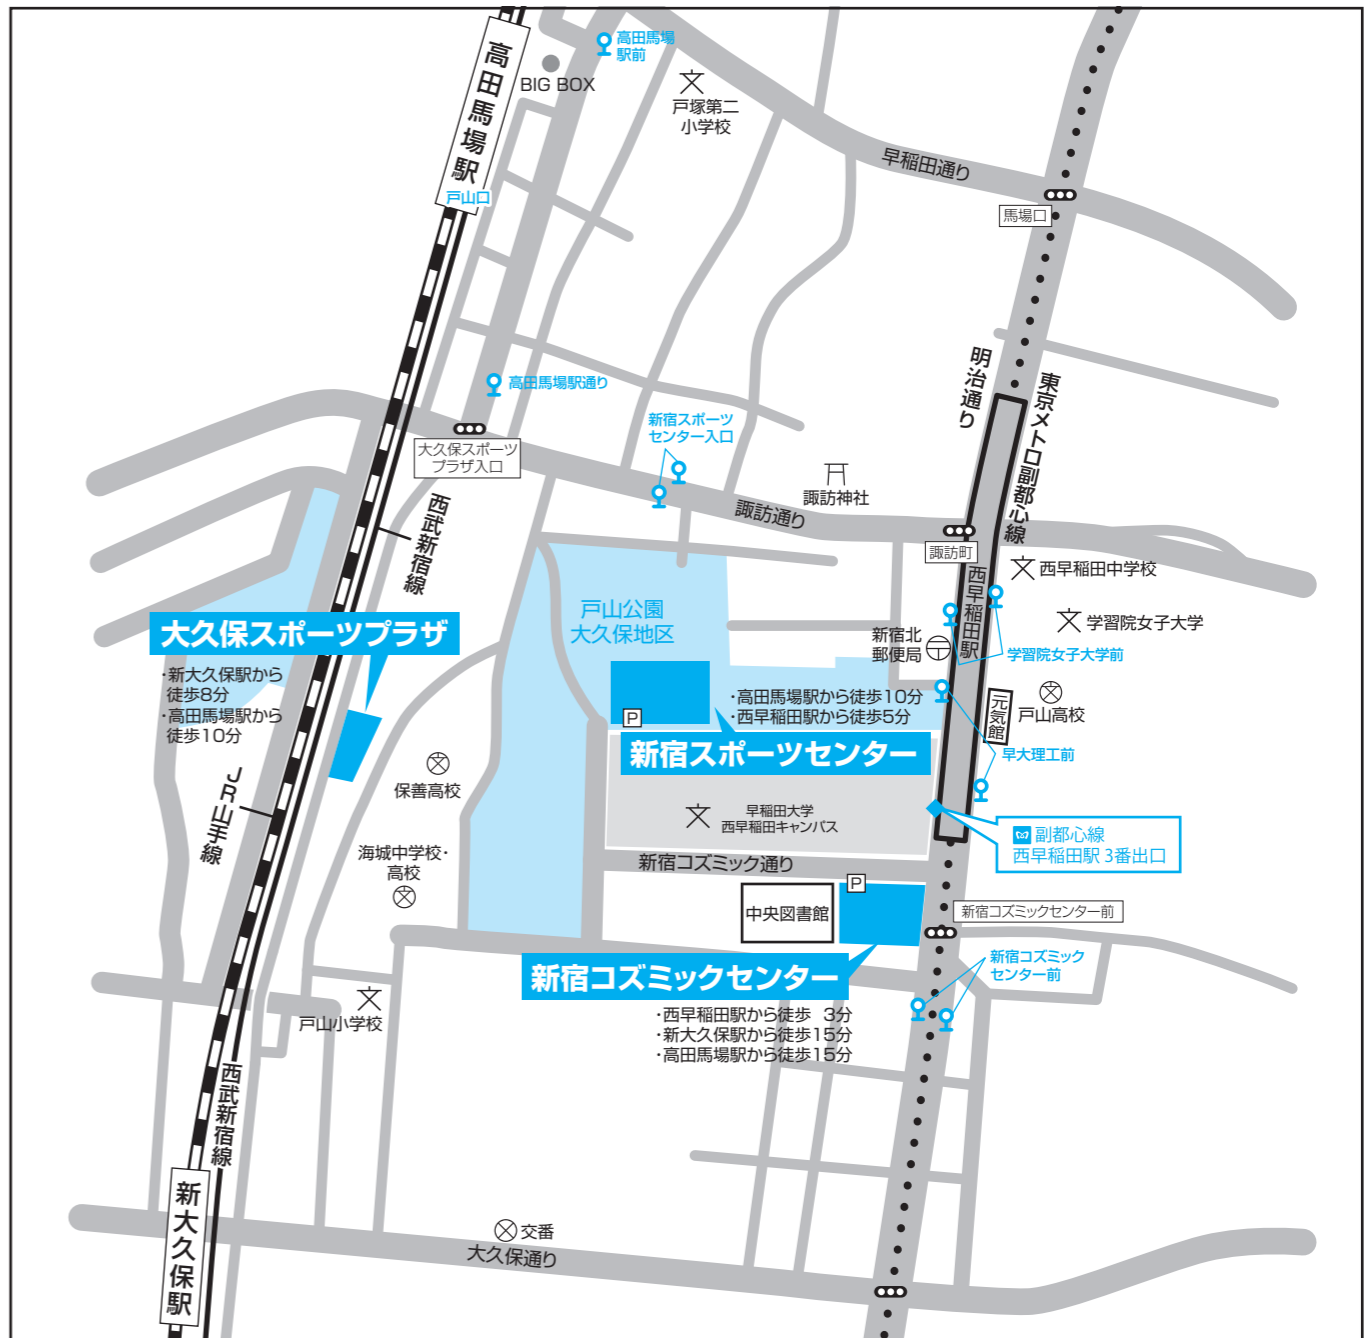 高田馬場駅
戸山口
BIG BOX
高田馬場
駅前
戸塚第二
小学校
早稲田通り
馬場口
明治通り
東京メトロ副都心線
高田馬場駅通り
大久保スポーツ
プラザ入口
新宿スポーツ
センター入口
諏訪神社
諏訪通り
諏訪町
西早稲田駅
西早稲田中学校
学習院女子大学
学習院女子大学前
新宿北
郵便局
西武新宿線
戸山公園
大久保地区
大久保スポーツプラザ
・新大久保駅から
徒歩8分
・高田馬場駅から
徒歩10分
P
・高田馬場駅から徒歩10分
・西早稲田駅から徒歩5分
新宿スポーツセンター
元気館
戸山高校
早大理工前
JR山手線
保善高校
海城中学校・
高校
早稲田大学
西早稲田キャンパス
副都心線
西早稲田駅 3番出口
新宿コズミック通り
P
中央図書館
新宿コズミックセンター前
新宿コズミックセンター
・西早稲田駅から徒歩 3分
・新大久保駅から徒歩15分
・高田馬場駅から徒歩15分
新宿コズミック
センター前
戸山小学校
西武新宿線
新大久保駅
交番
大久保通り